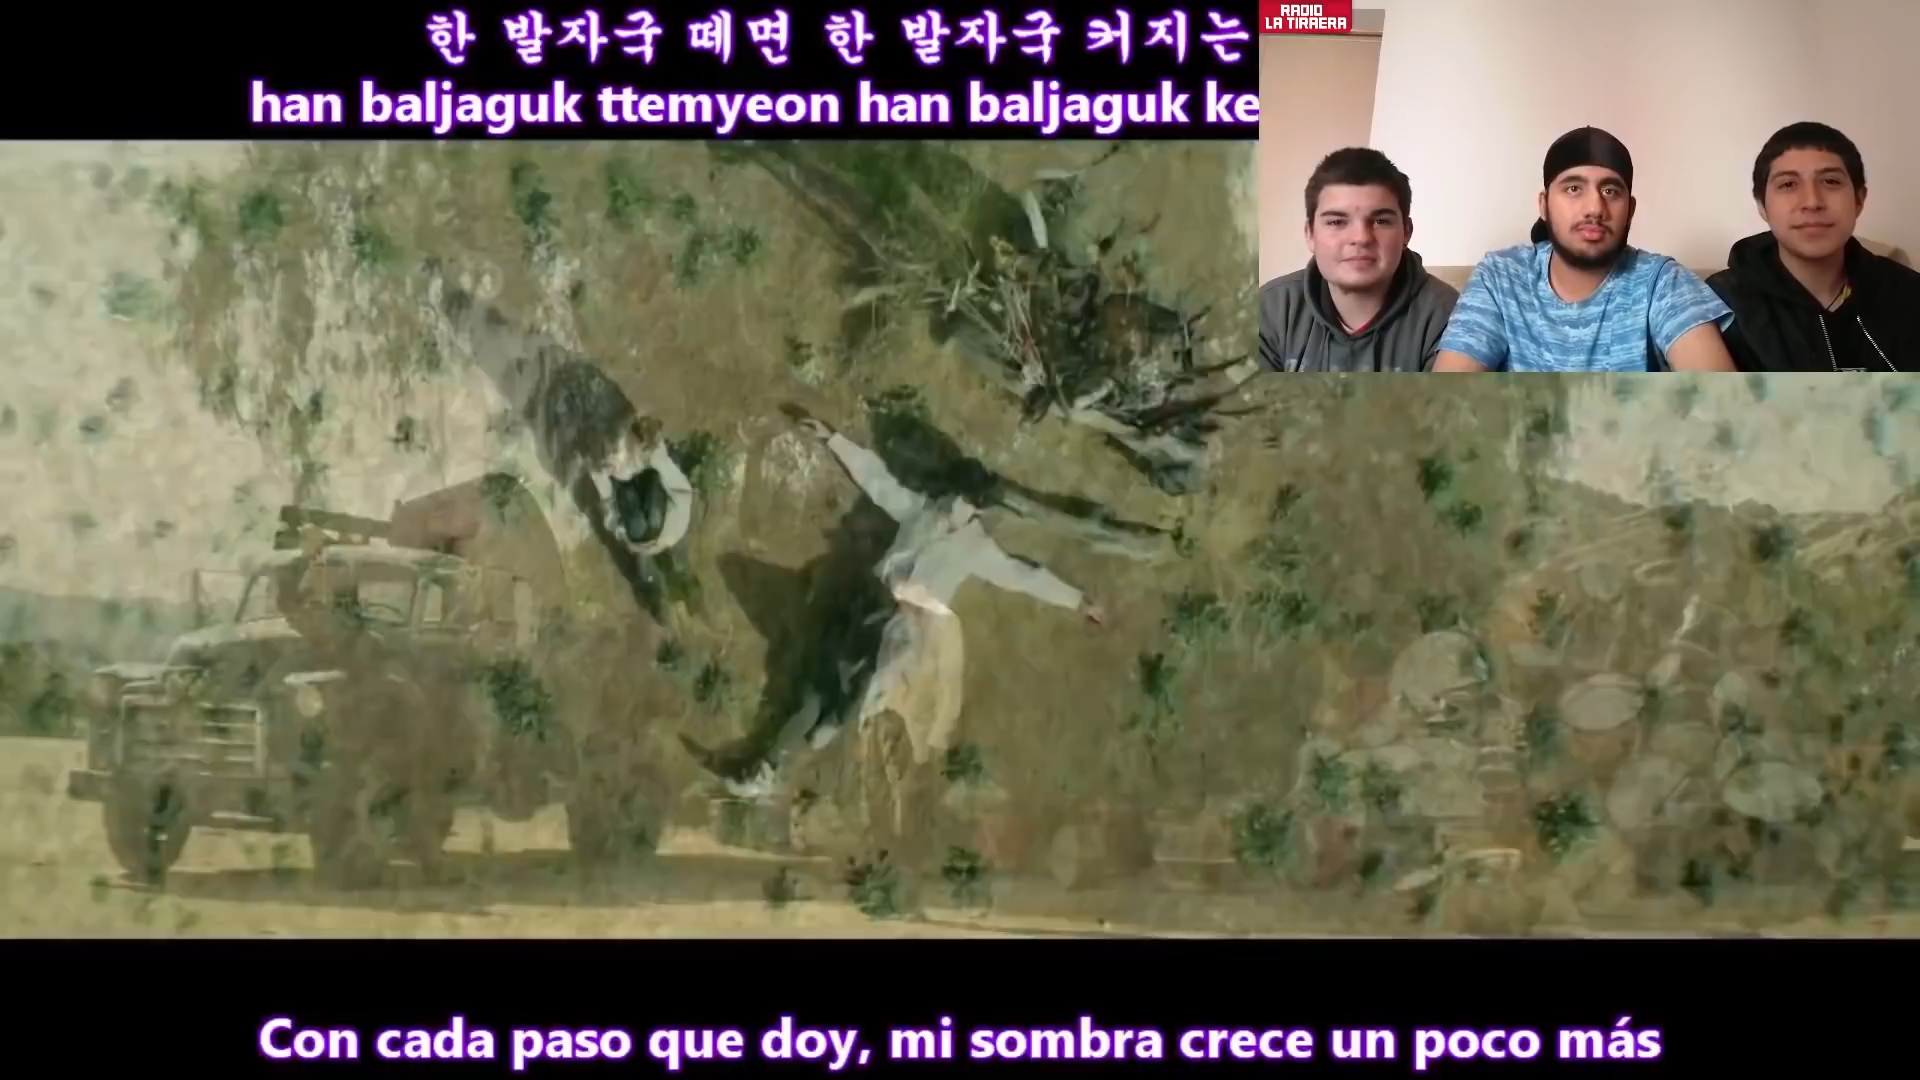 한 발자국 떼면 한 발자국 커지는
han baljaguk ttemyeon han baljaguk ke
RADIO
LA TIRAERA
Con cada paso que doy, mi sombra crece un poco más